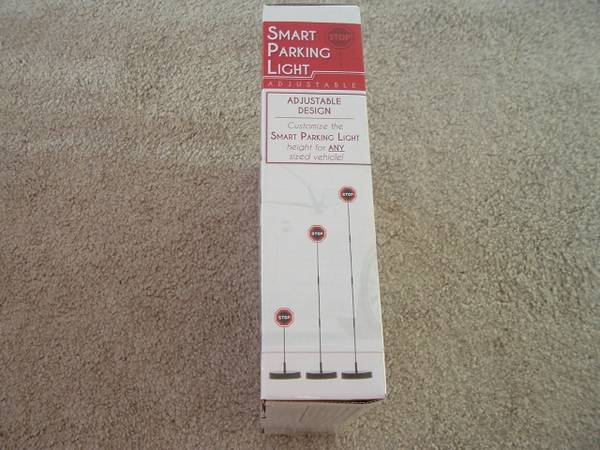 SMART
STOP
PARKING
LIGHT
ADJUSTABLE
ADJUSTABLE
DESIGN
Customize the
SMART PARKING LIGHT
height for ANY
sized vehicle!
STOP
STOP
STOP